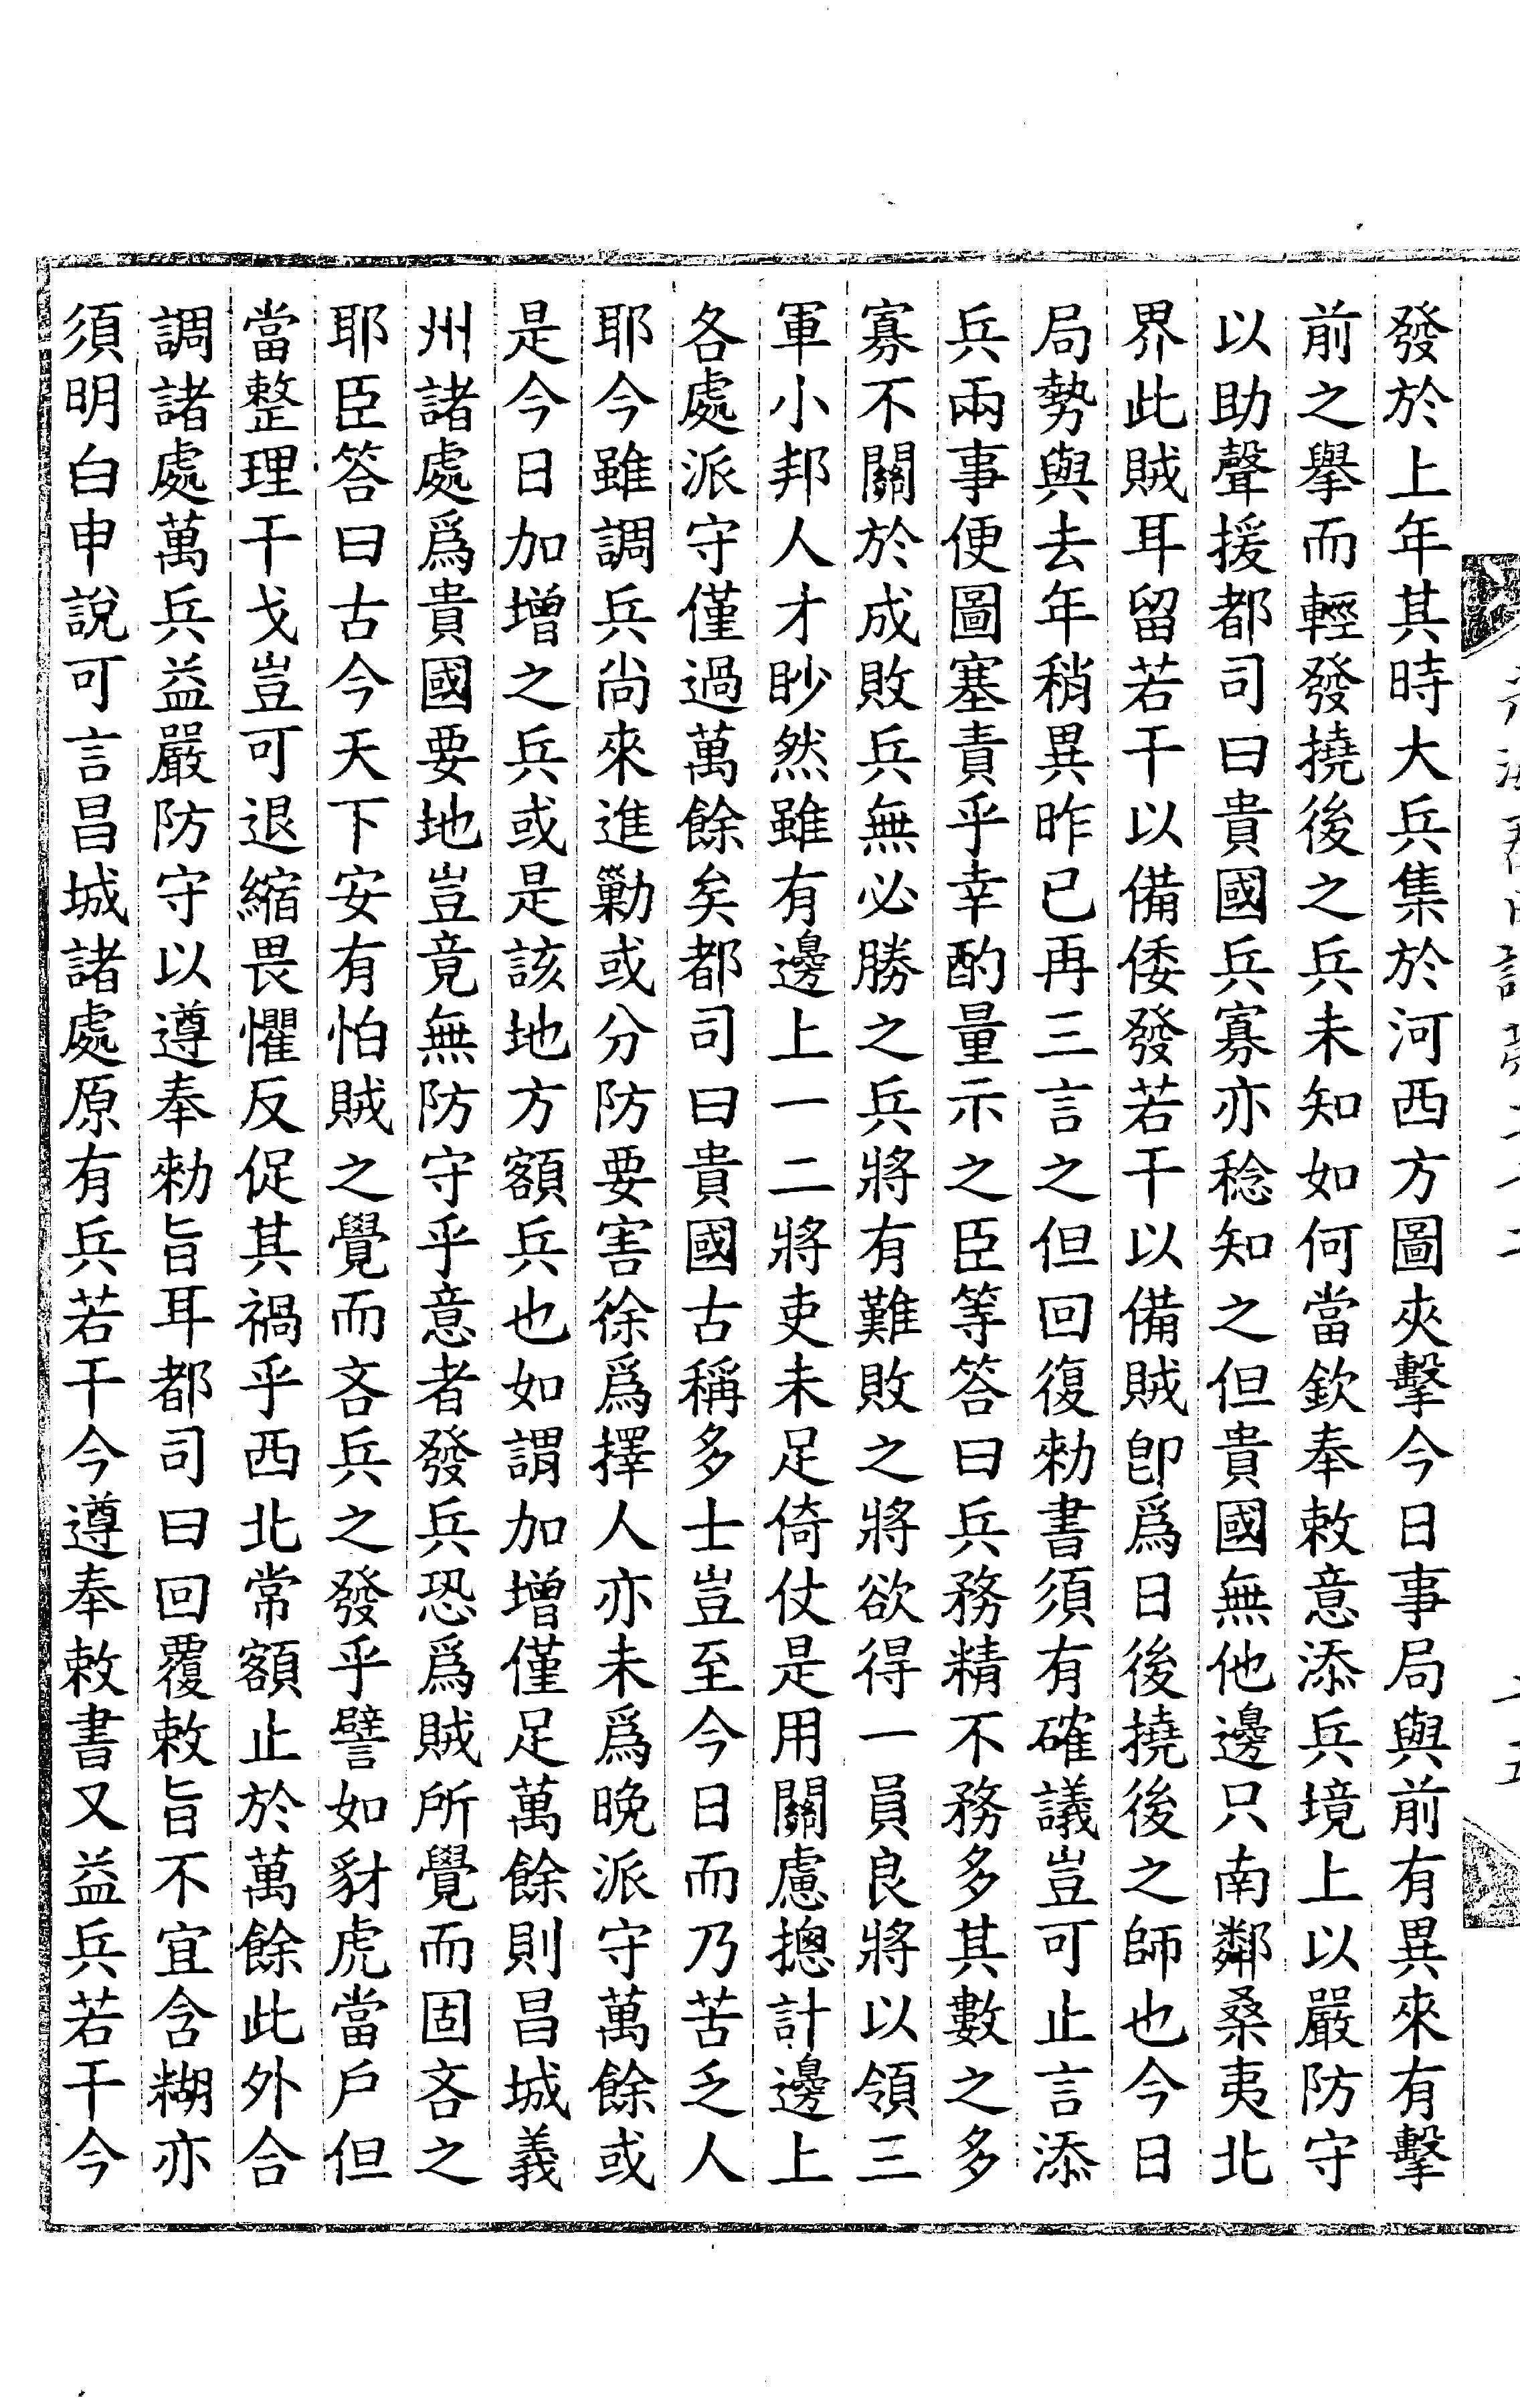 發於上年其時大兵集於河西方圖夾擊今日事局與前有異來有擊
前之擧而輕發撓後之兵未知如何當欽奉敕意添兵境上以嚴防守
以助聲援都司曰貴國兵寡亦稔知之但貴國無他邊只南鄰桑夷北
界此賊耳留若干以備倭發若干以備賊卽爲日後撓後之師也今日
局勢與去年稍異昨已再三言之但回復勑書須有確議豈可止言添
兵兩事便圖塞責乎幸酌量示之臣等答曰兵務精不務多其數之多
寡不關於成敗兵無必勝之兵將有難敗之將欲得一員良將以領三
軍小邦人才眇然雖有邊上一二將吏未足倚仗是用關慮摠計邊上
各處派守僅過萬餘矣都司曰貴國古稱多士豈至今日而乃苦乏人
耶今雖調兵尙來進勦或分防要害徐爲擇人亦未爲晚派守萬餘或
是今日加增之兵或是該地方額兵也如謂加增僅足萬餘則昌城義
州諸處爲貴國要地豈竟無防守乎意者發兵恐爲賊所覺而固吝之
耶臣答曰古今天下安有怕賊之覺而吝兵之發乎譬如豺虎當戶但
當整理干戈豈可退縮畏懼反促其禍乎西北常額止於萬餘此外合
調諸處萬兵益嚴防守以遵奉勑旨耳都司曰回覆敕旨不宜含糊亦
須明白申說可言昌城諸處原有兵若干今遵奉敕書又益兵若干今